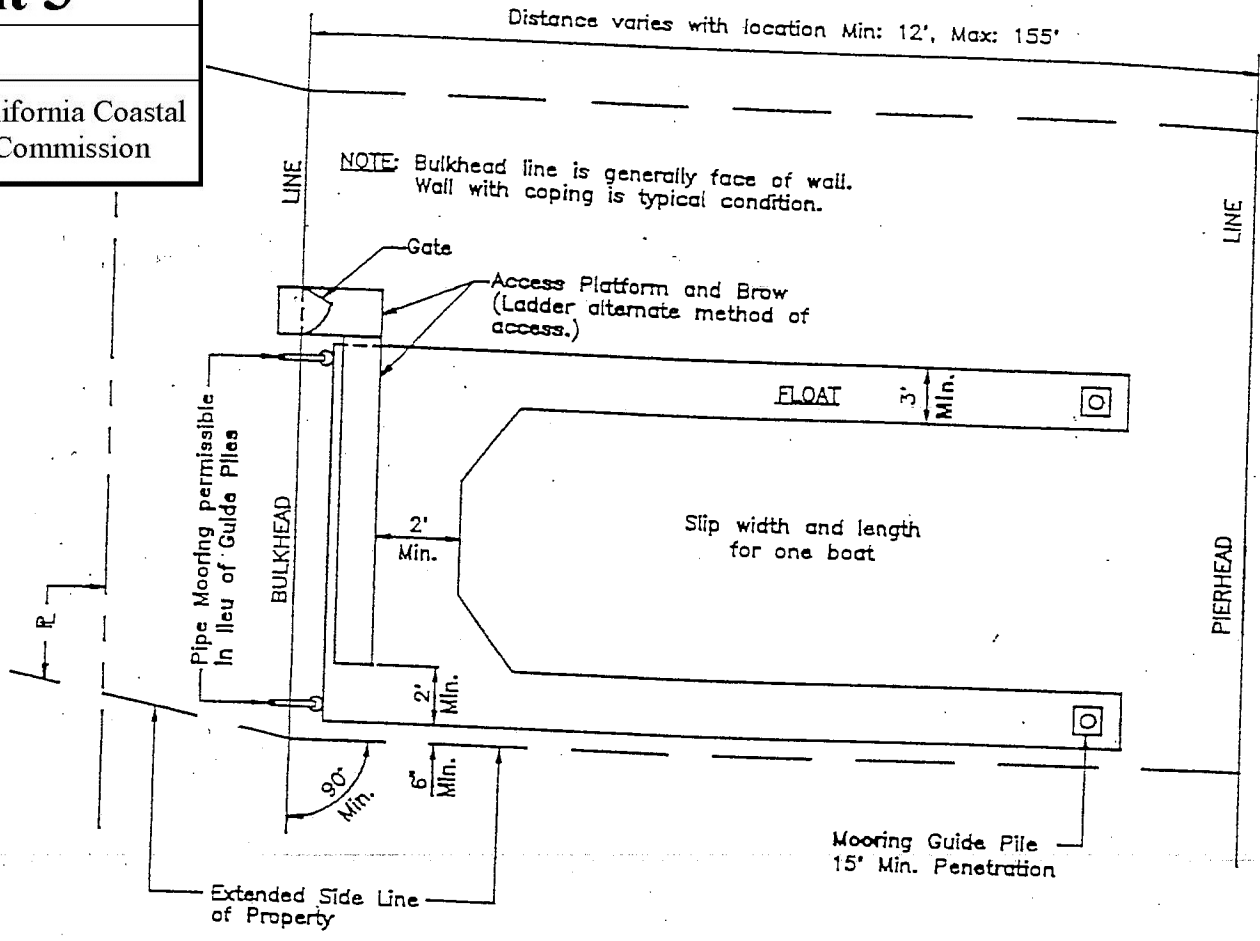 ifornia Coastal
Commission
Distance varies with location Min: 12', Max: 155'
NOTE: Bulkhead line is generally face of wall.
Wall with coping is typical condition.
LINE
LINE
Gate
Access Platform and Brow
(Ladder alternate method of
access.)
FLOAT
3'
Min.
Pipe Mooring permissible
In lieu of Guide Piles
BULKHEAD
2'
Min.
Slip width and length
for one boat
PIERHEAD
2'
Min.
6"
Min.
90°
Min.
Mooring Guide Pile
15' Min. Penetration
Extended Side Line
of Property